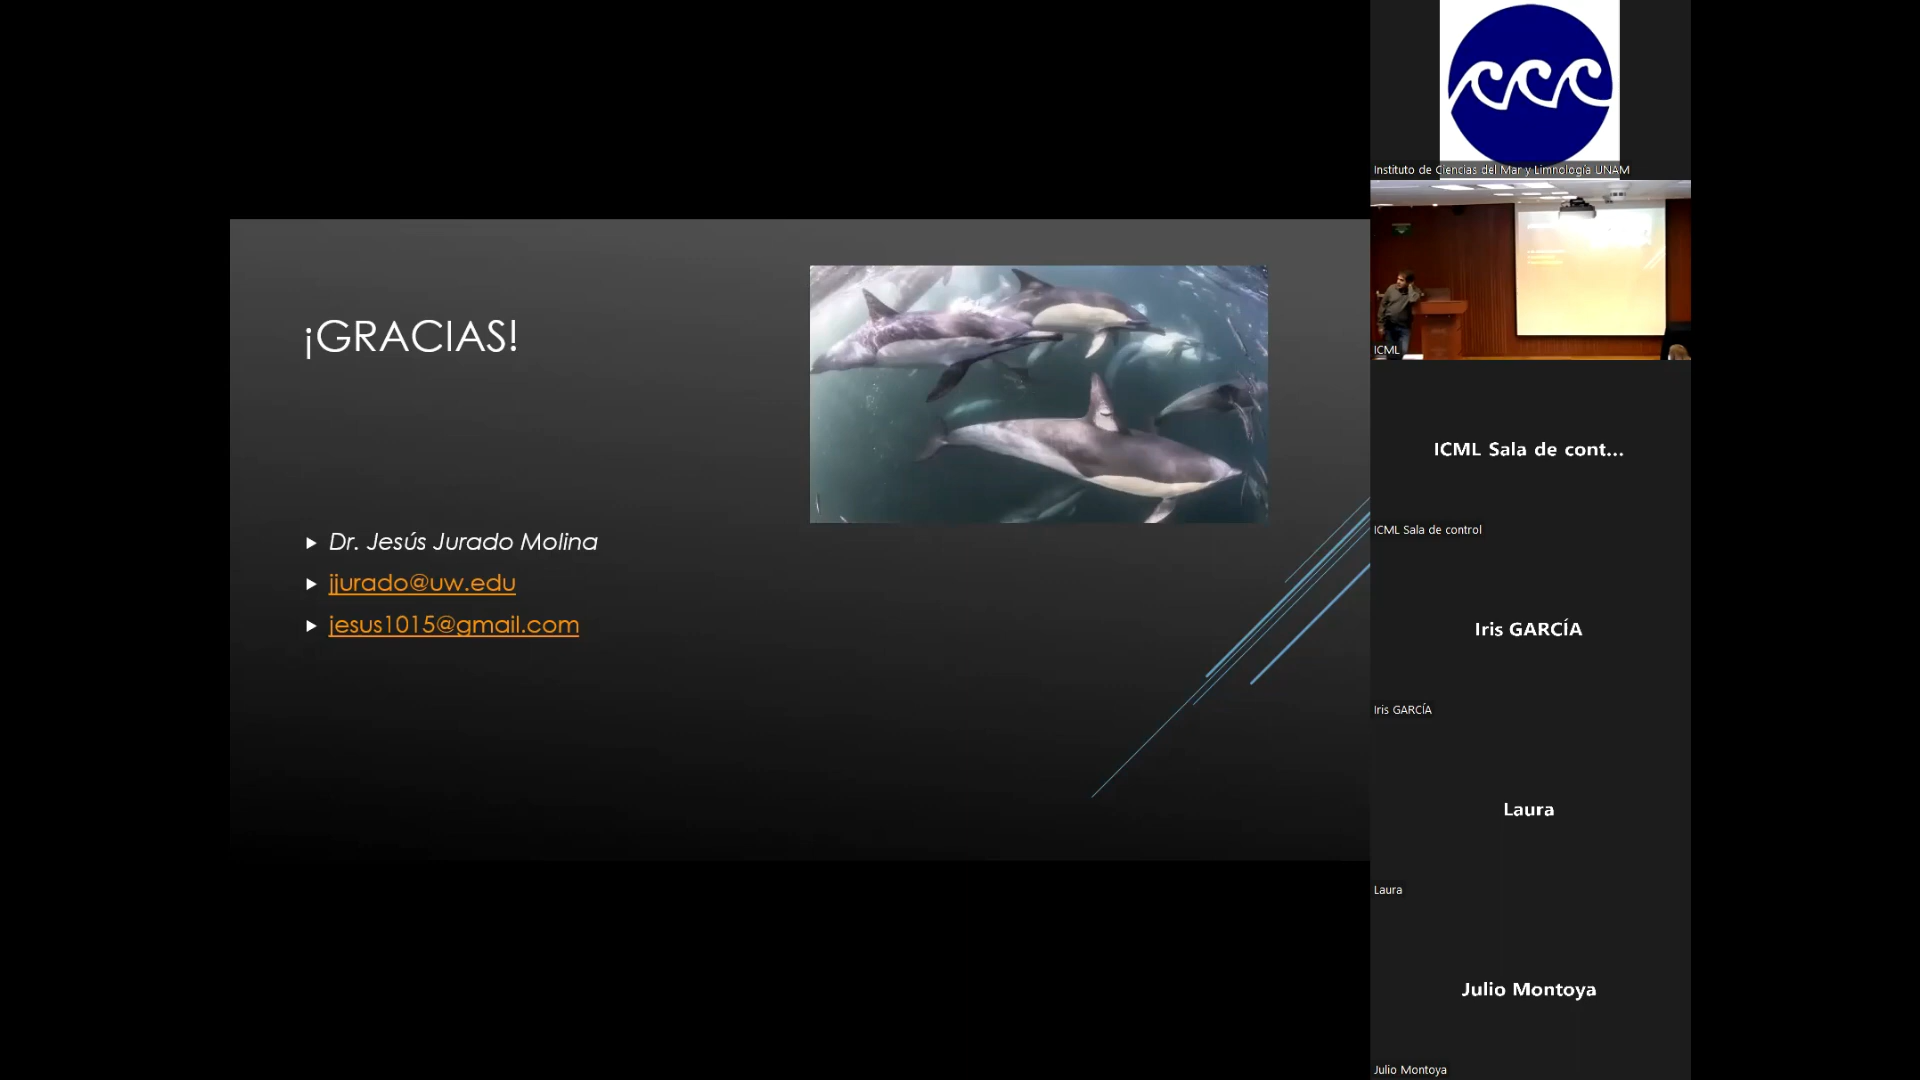 ¡GRACIAS!
Dr. Jesús Jurado Molina
jjurado@uw.edu
jesus1015@gmail.com
Instituto de Ciencias del Mar y Limnología UNAM
ICML
ICML Sala de cont...
ICML Sala de control
Iris GARCÍA
Iris GARCÍA
Laura
Laura
Julio Montoya
Julio Montoya